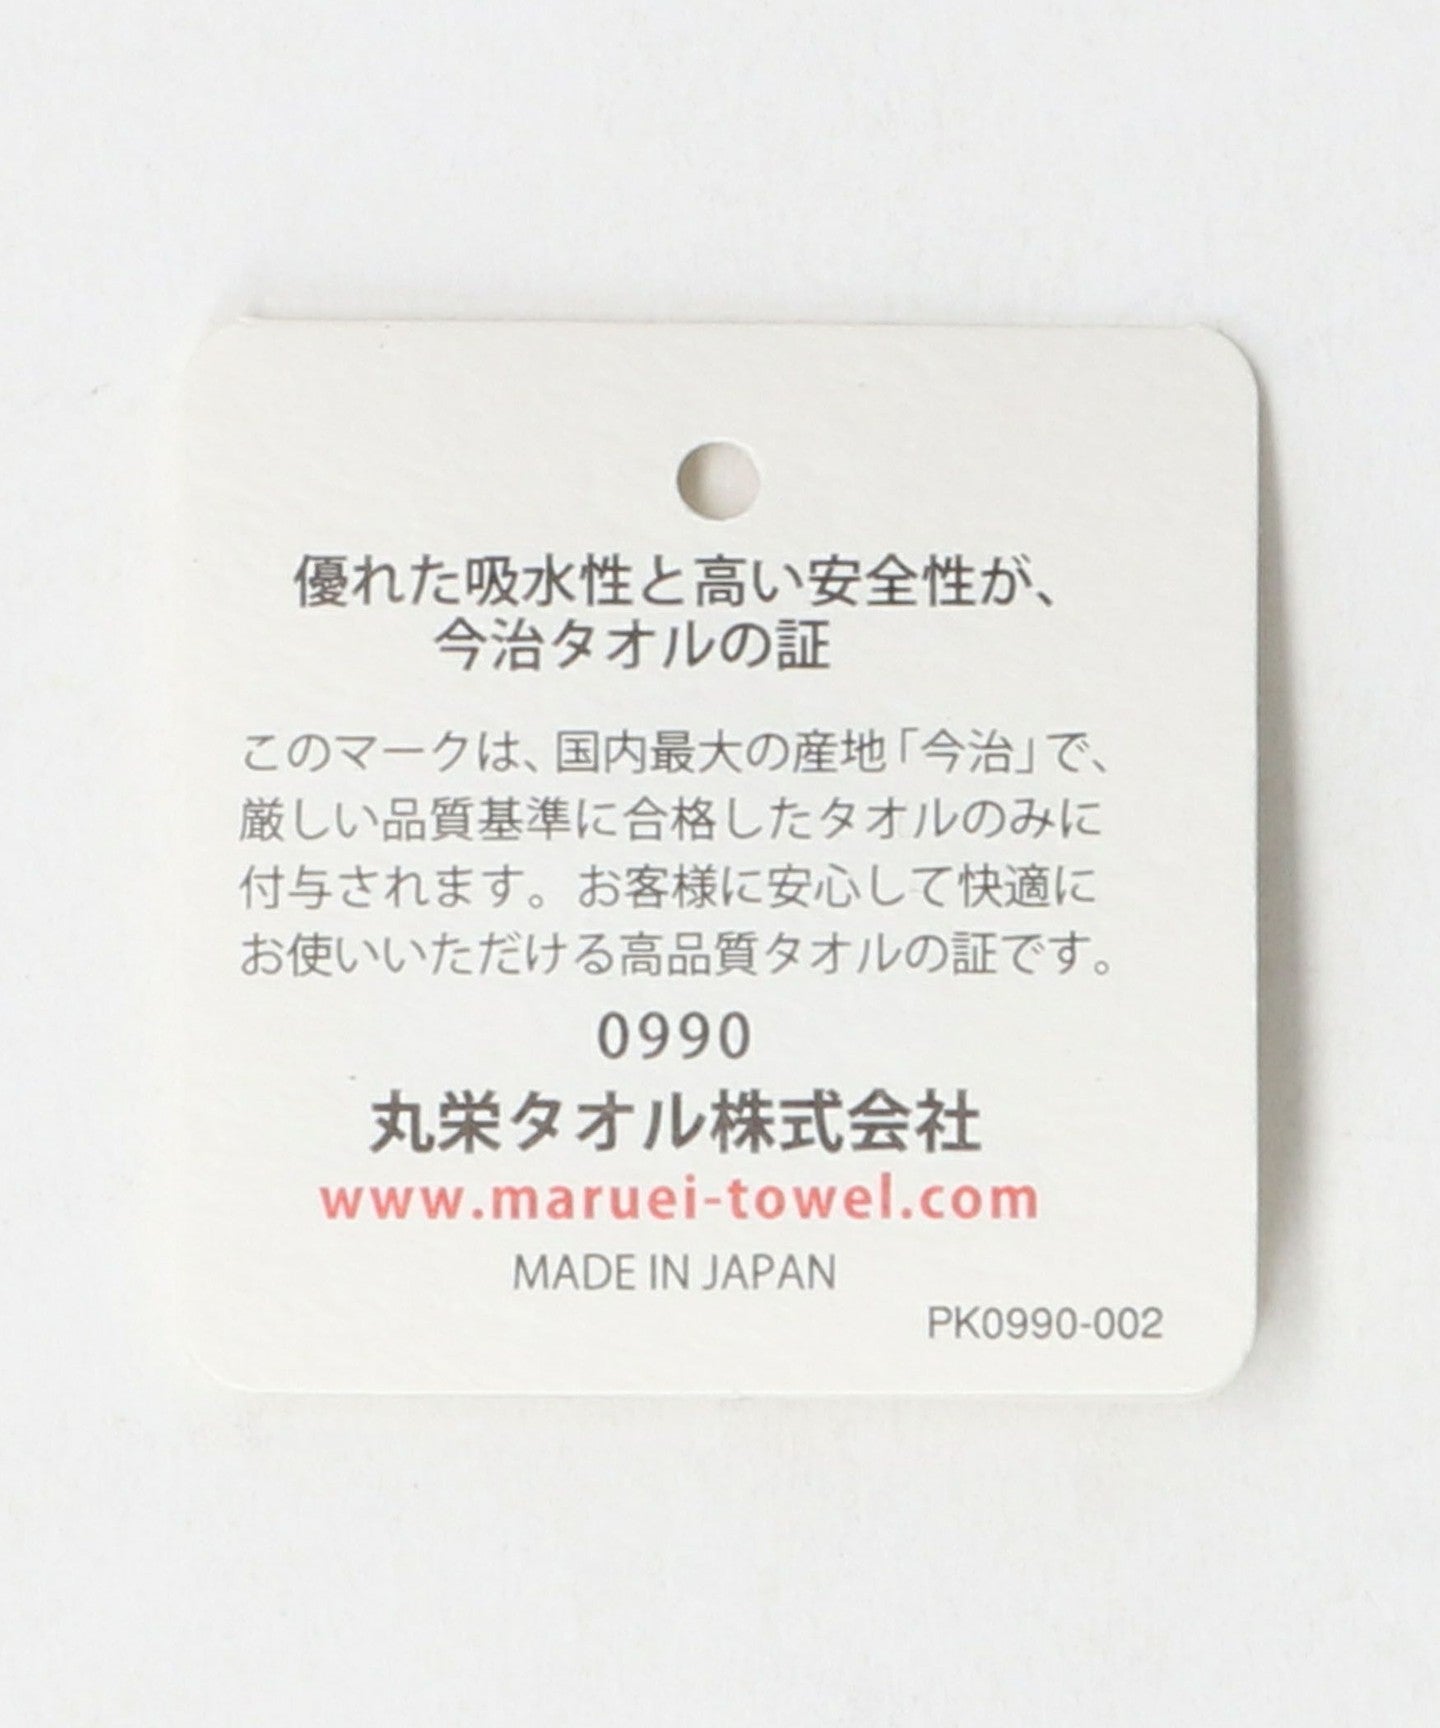 優れた吸水性と高い安全性が、
今治タオルの証
このマークは、国内最大の産地「今治」で、
厳しい品質基準に合格したタオルのみに
付与されます。お客様に安心して快適に
お使いいただける高品質タオルの証です。
0990
丸栄タオル株式会社
www.maruei-towel.com
MADE IN JAPAN
PK0990-002